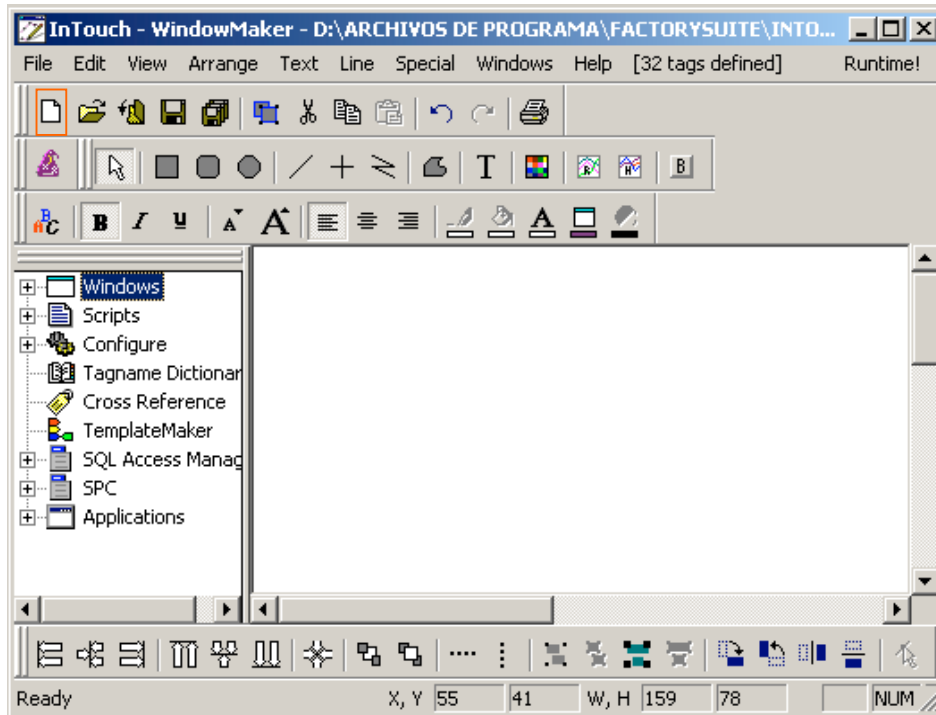 InTouch - WindowMaker - D:\ARCHIVOS DE PROGRAMA\FACTORYSUITE\INTO...
File Edit View Arrange Text Line Special Windows Help [32 tags defined] Runtime!
T R H B
A B C B I U A A A
Windows
Scripts
Configure
Tagname Dictionar
Cross Reference
TemplateMaker
SQL Access Manag
SPC
Applications
Ready X, Y 55 41 W, H 159 78 NUM